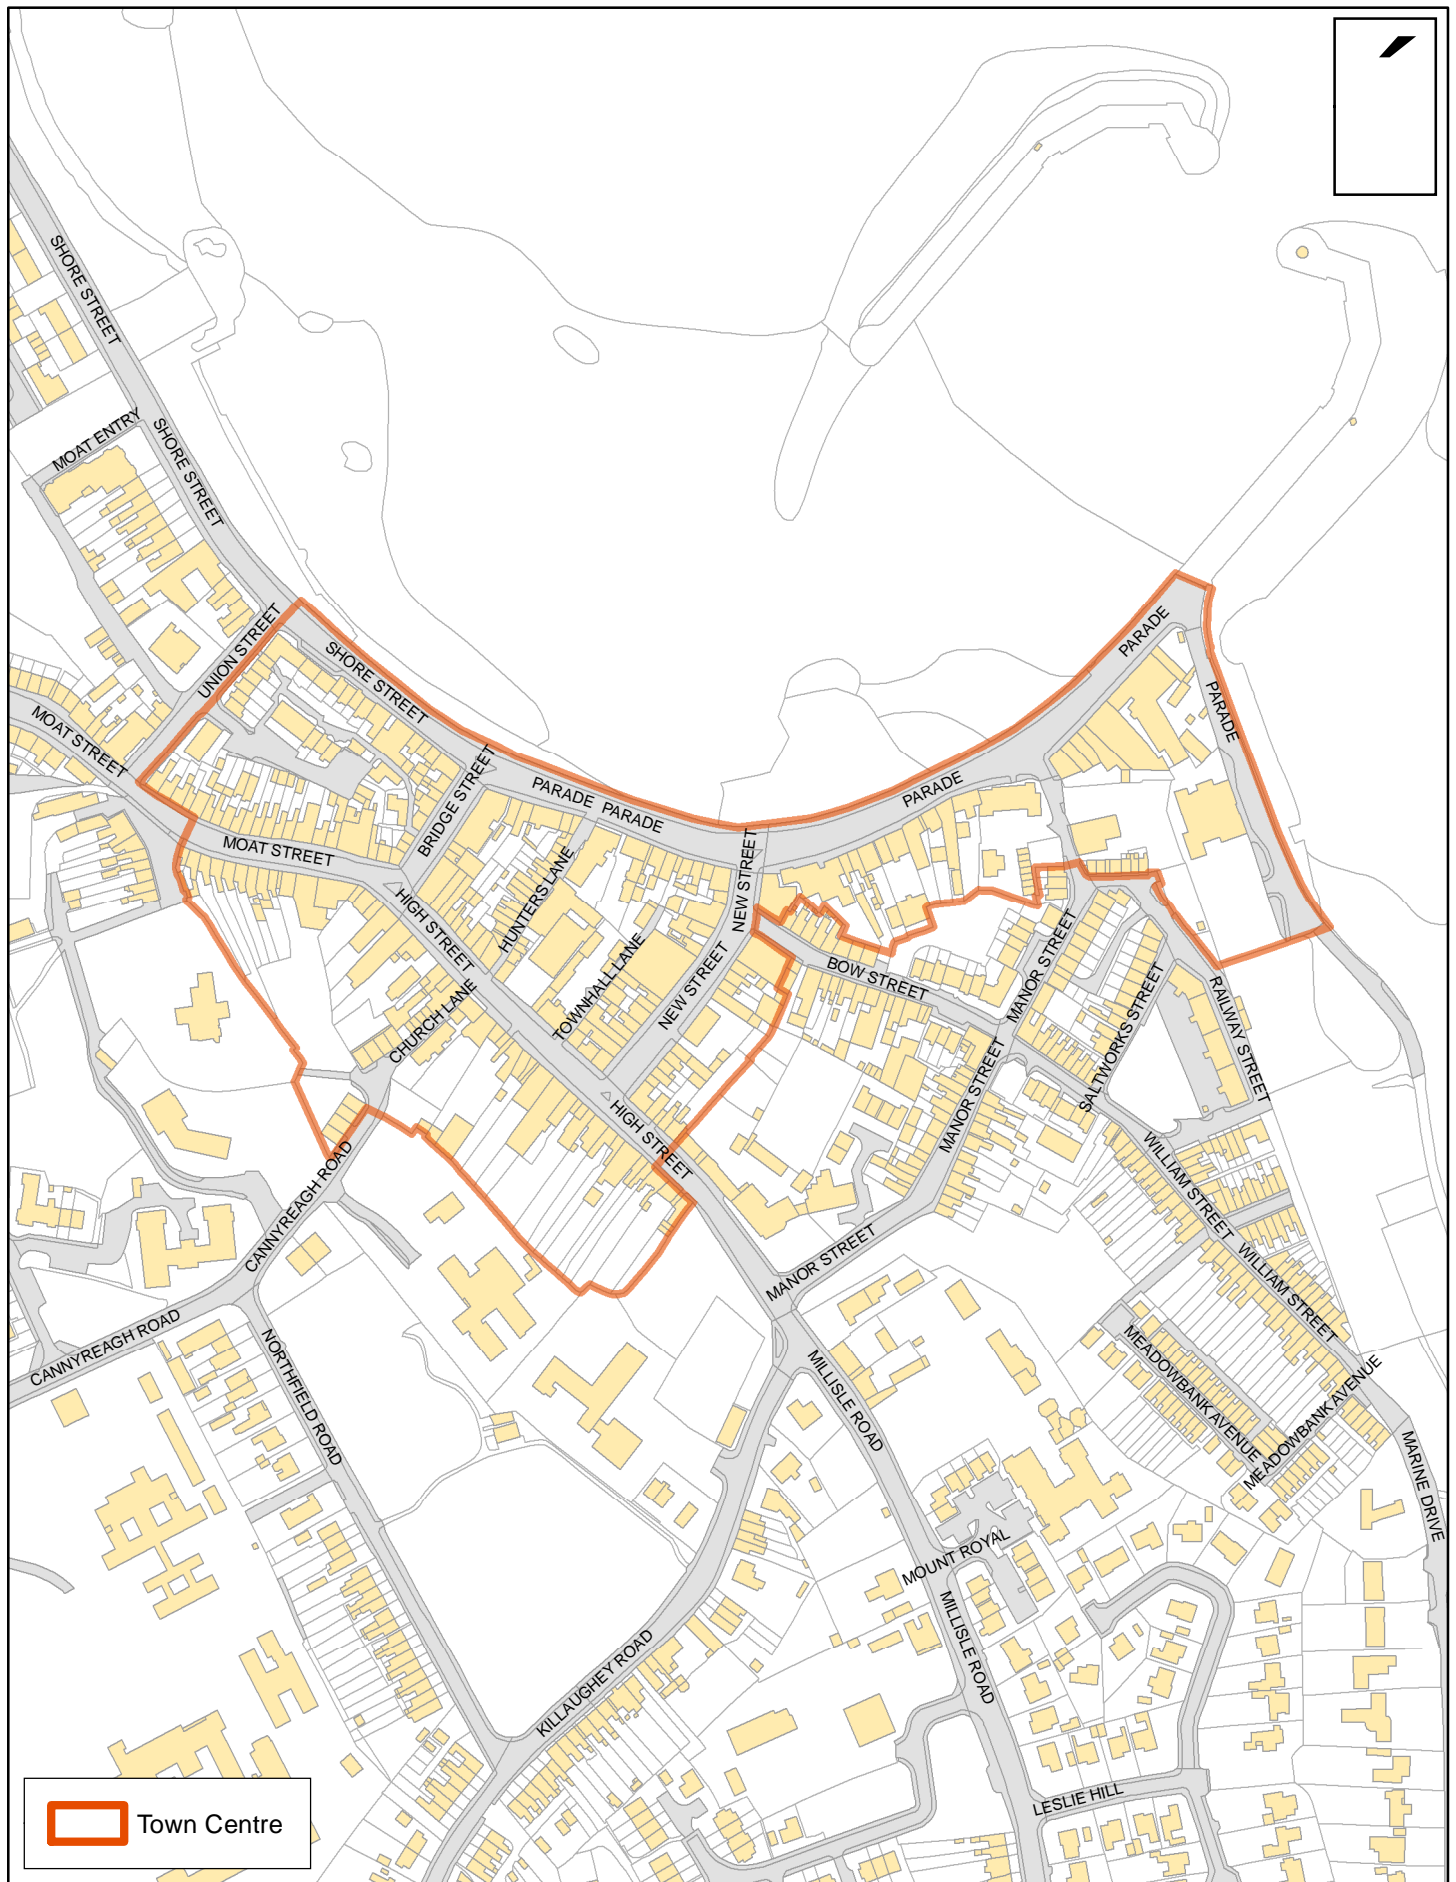 ´
SHORE STREET
MOAT ENTRY
SHORE STREET
UNION STREET
SHORE STREET
PARADE
PARADE
MOAT STREET
BRIDGE STREET
PARADE
PARADE
PARADE
MOAT STREET
HUNTERS LANE
NEW STREET
HIGH STREET
TOWNHALL LANE
NEW STREET
BOW STREET
MANOR STREET
CHURCH LANE
SALTWORKS STREET
RAILWAY STREET
HIGH STREET
MANOR STREET
CANNYREAGH ROAD
WILLIAM STREET
MANOR STREET
WILLIAM STREET
CANNYREAGH ROAD
NORTHFIELD ROAD
MILLISLE ROAD
MEADOWBANK AVENUE
MEADOWBANK AVENUE
MARINE DRIVE
MOUNT ROYAL
MILLISLE ROAD
KILLAUGHEY ROAD
LESLIE HILL
Town Centre